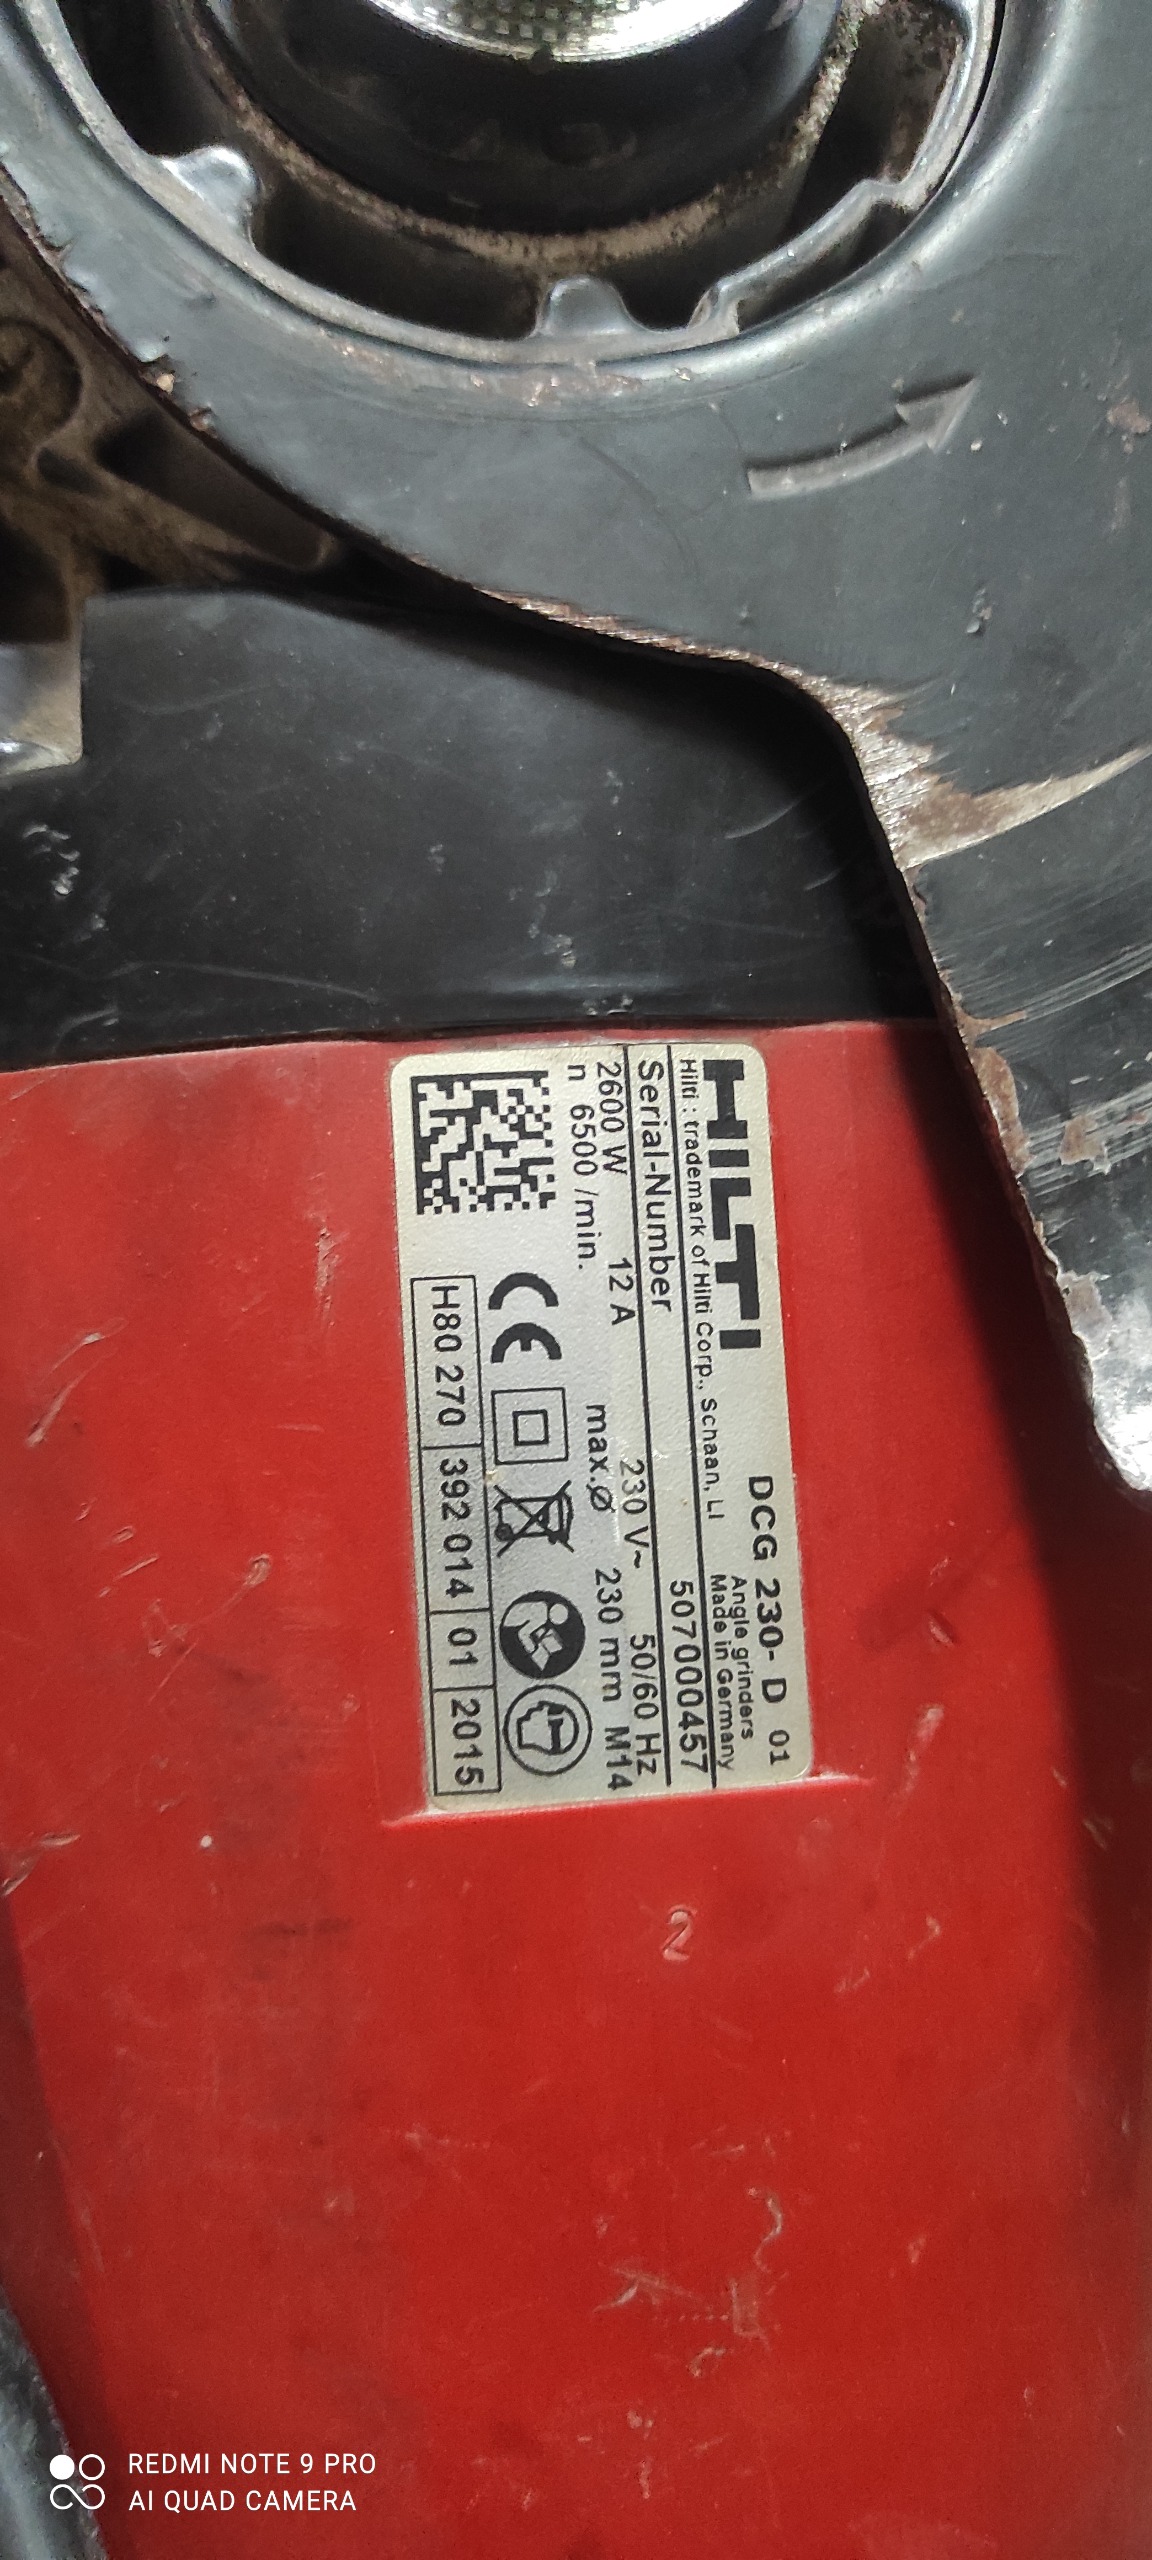 HILTI DCG 230- D 01
Angle grinders
Hilti : trademark of Hilti Corp., Schaan, LI Made in Germany
Serial-Number 50700457
2600 W 12 A 230 V~ 50/60 Hz
n 6500 /min. max.Ø 230 mm M14
CE
H80 270 392 014 01 2015
REDMI NOTE 9 PRO
AI QUAD CAMERA